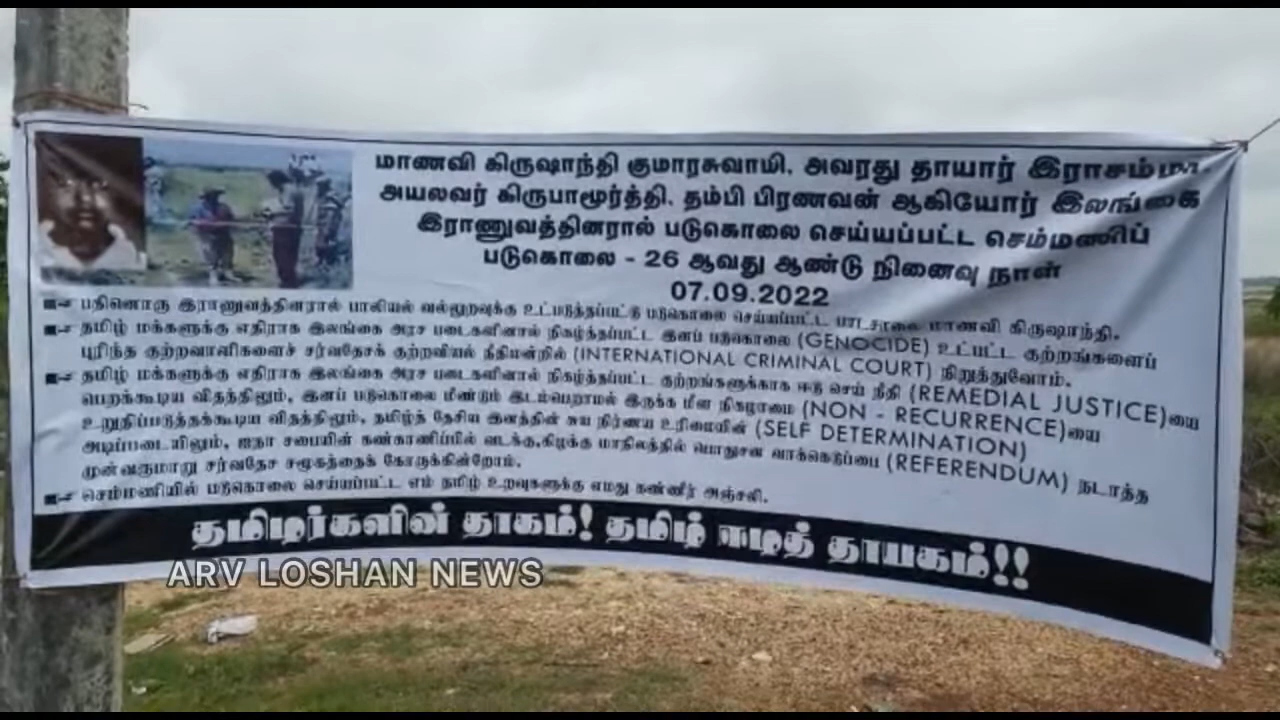 மாணவி கிருஷாந்தி குமாரசுவாமி, அவரது தாயார் இராசம்மா,
அயலவர் கிருபாமூர்த்தி, தம்பி பிரணவன் ஆகியோர் இலங்கை
இராணுவத்தினரால் படுகொலை செய்யப்பட்ட செம்மணிப்
படுகொலை - 26 ஆவது ஆண்டு நினைவு நாள்
07.09.2022
பதினொரு இராணுவத்தினரால் பாலியல் வல்லுறவுக்கு உட்படுத்தப்பட்டு படுகொலை செய்யப்பட்ட பாடசாலை மாணவி கிருஷாந்தி.
தமிழ் மக்களுக்கு எதிராக இலங்கை அரச படைகளினால் நிகழ்த்தப்பட்ட இனப் படுகொலை (GENOCIDE) உட்பட்ட குற்றங்களைப்
புரிந்த குற்றவாளிகளைச் சர்வதேசக் குற்றவியல் நீதிமன்றில் (INTERNATIONAL CRIMINAL COURT) நிறுத்துவோம்.
தமிழ் மக்களுக்கு எதிராக இலங்கை அரச படைகளினால் நிகழ்த்தப்பட்ட குற்றங்களுக்காக ஈடு செய் நீதி (REMEDIAL JUSTICE)யை
பெறக்கூடிய விதத்திலும், இனப் படுகொலை மீண்டும் இடம்பெறாமல் இருக்க மீள நிகழாமை (NON - RECURRENCE)யை
உறுதிப்படுத்தக்கூடிய விதத்திலும், தமிழ்த் தேசிய இனத்தின் சுய நிர்ணய உரிமையின் (SELF DETERMINATION)
அடிப்படையிலும், ஐநா சபையின் கண்காணிப்பில் வடக்கு,கிழக்கு மாநிலத்தில் பொதுசன வாக்கெடுப்பை (REFERENDUM) நடாத்த
முன்வருமாறு சர்வதேச சமூகத்தைக் கோருக்கின்றோம்.
செம்மணியில் படுகொலை செய்யப்பட்ட எம் தமிழ் உறவுகளுக்கு எமது கண்ணீர் அஞ்சலி.
தமிழர்களின் தாகம்! தமிழ் ஈழத் தாயகம்!!
ARV LOSHAN NEWS